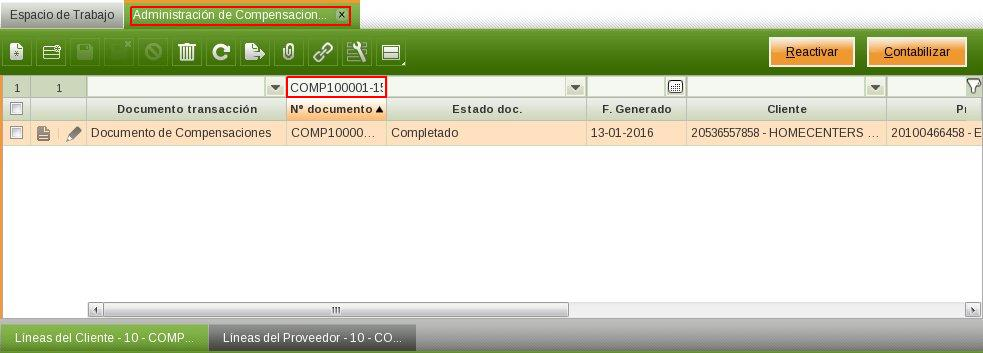 Espacio de Trabajo Administración de Compensacion... ×
Reactivar Contabilizar
1 1 COMP100001-15
Documento transacción Nº documento Estado doc. F. Generado Cliente
Documento de Compensaciones COMP10000... Completado 13-01-2016 20536557858 - HOMECENTERS ... 20100466458 - E
Líneas del Cliente - 10 - COMP... Líneas del Proveedor - 10 - CO...